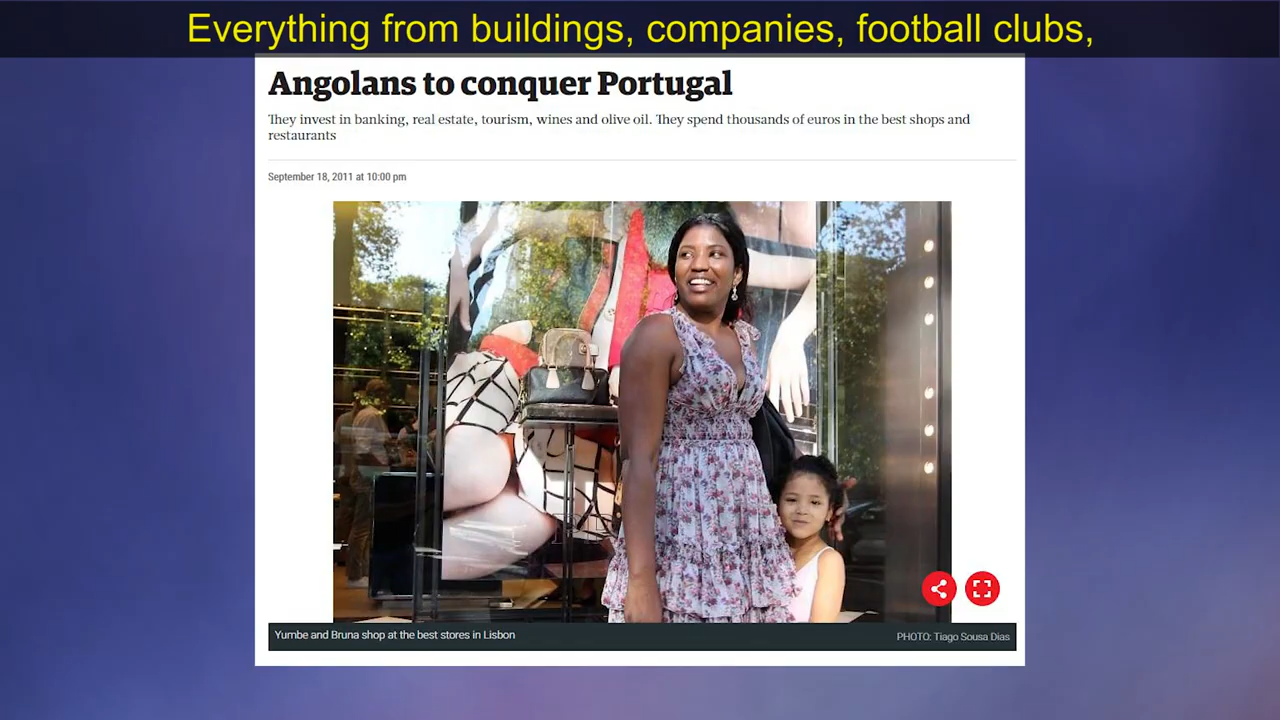 Everything from buildings, companies, football clubs,
Angolans to conquer Portugal
They invest in banking, real estate, tourism, wines and olive oil. They spend thousands of euros in the best shops and
restaurants
September 18, 2011 at 10:00 pm
Yumbe and Bruna shop at the best stores in Lisbon
PHOTO: Tiago Sousa Dias